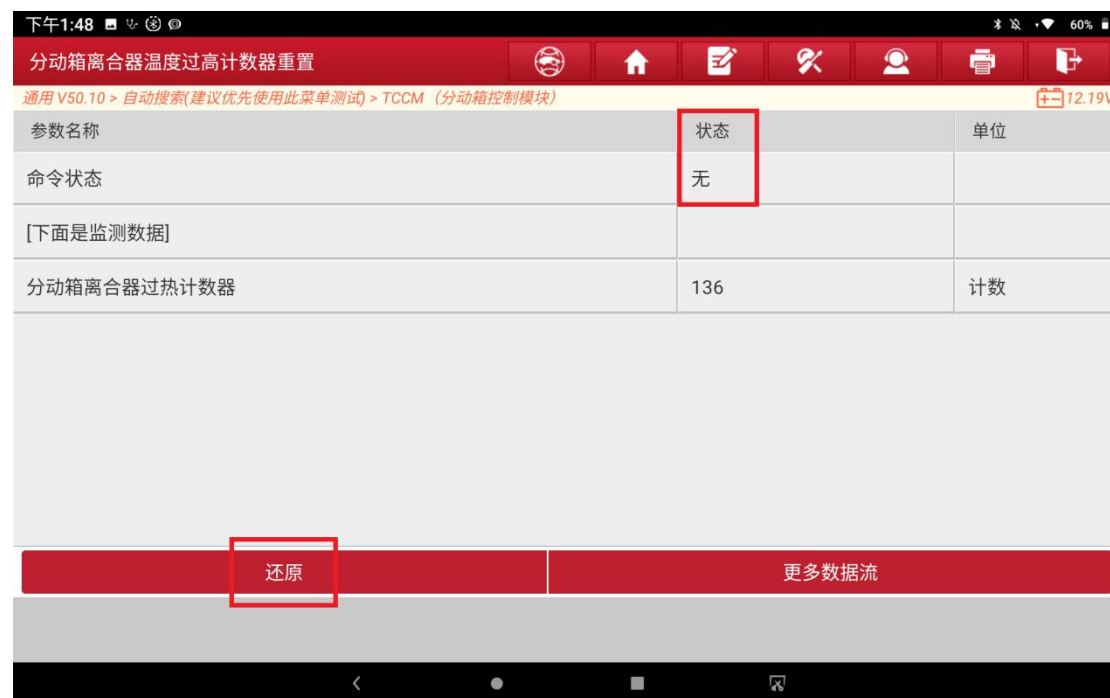 下午1:48 60%
分动箱离合器温度过高计数器重置
通用 V50.10 > 自动搜索(建议优先使用此菜单测试) > TCCM（分动箱控制模块） 12.19V
参数名称 状态 单位
命令状态 无
[下面是监测数据]
分动箱离合器过热计数器 136 计数
还原 更多数据流